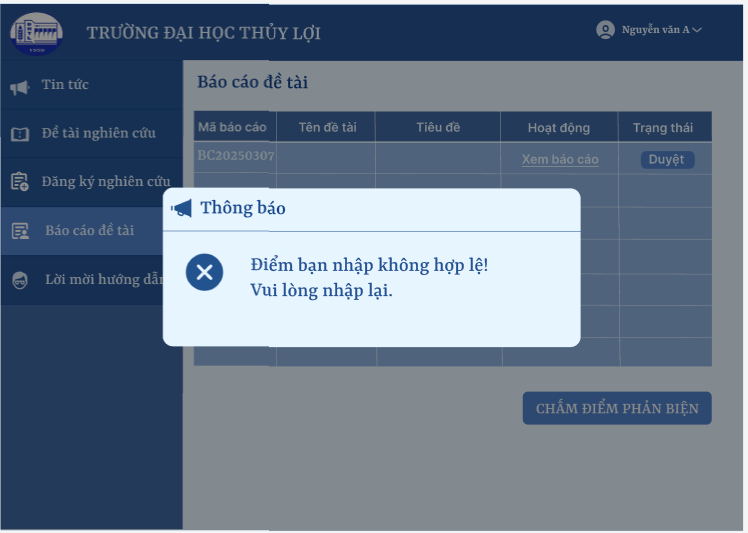 TRƯỜNG ĐẠI HỌC THỦY LỢI
Nguyễn văn A
Tin tức
Đề tài nghiên cứu
Đăng ký nghiên cứu
Báo cáo đề tài
Lời mời hướng dẫn
Báo cáo đề tài
Mã báo cáo Tên đề tài Tiêu đề Hoạt động Trạng thái
BC20250307 Xem báo cáo Duyệt
Thông báo
Điểm bạn nhập không hợp lệ!
Vui lòng nhập lại.
CHẤM ĐIỂM PHẢN BIỆN